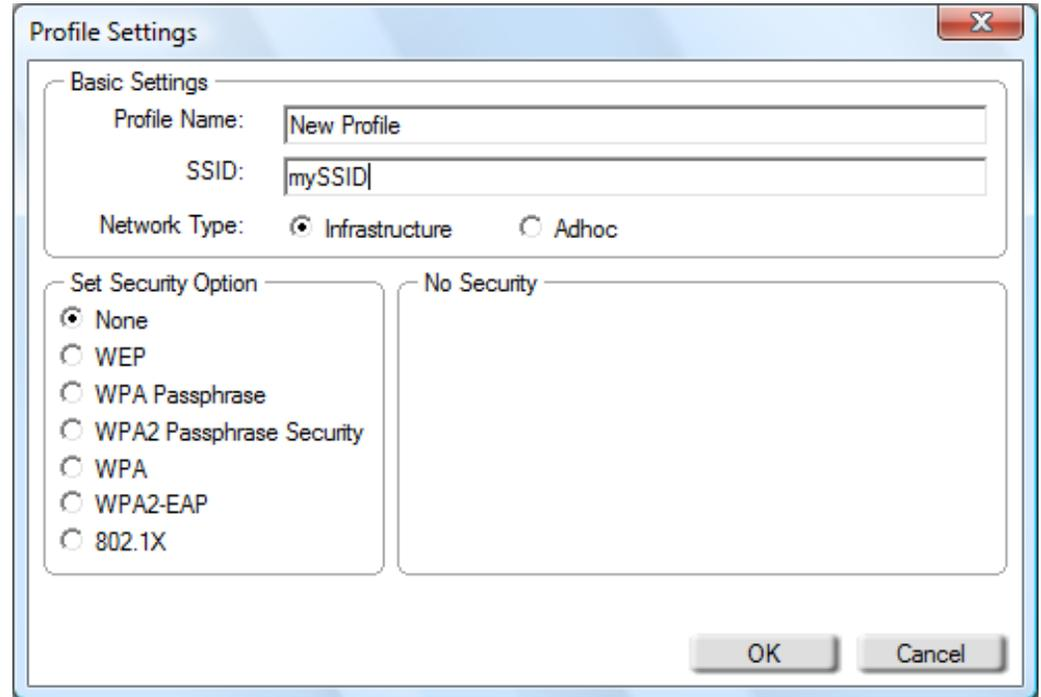 Profile Settings
X
Basic Settings
Profile Name: New Profile
SSID: mySSID
Network Type: Infrastructure Adhoc
Set Security Option
None
WEP
WPA Passphrase
WPA2 Passphrase Security
WPA
WPA2-EAP
802.1X
No Security
OK Cancel